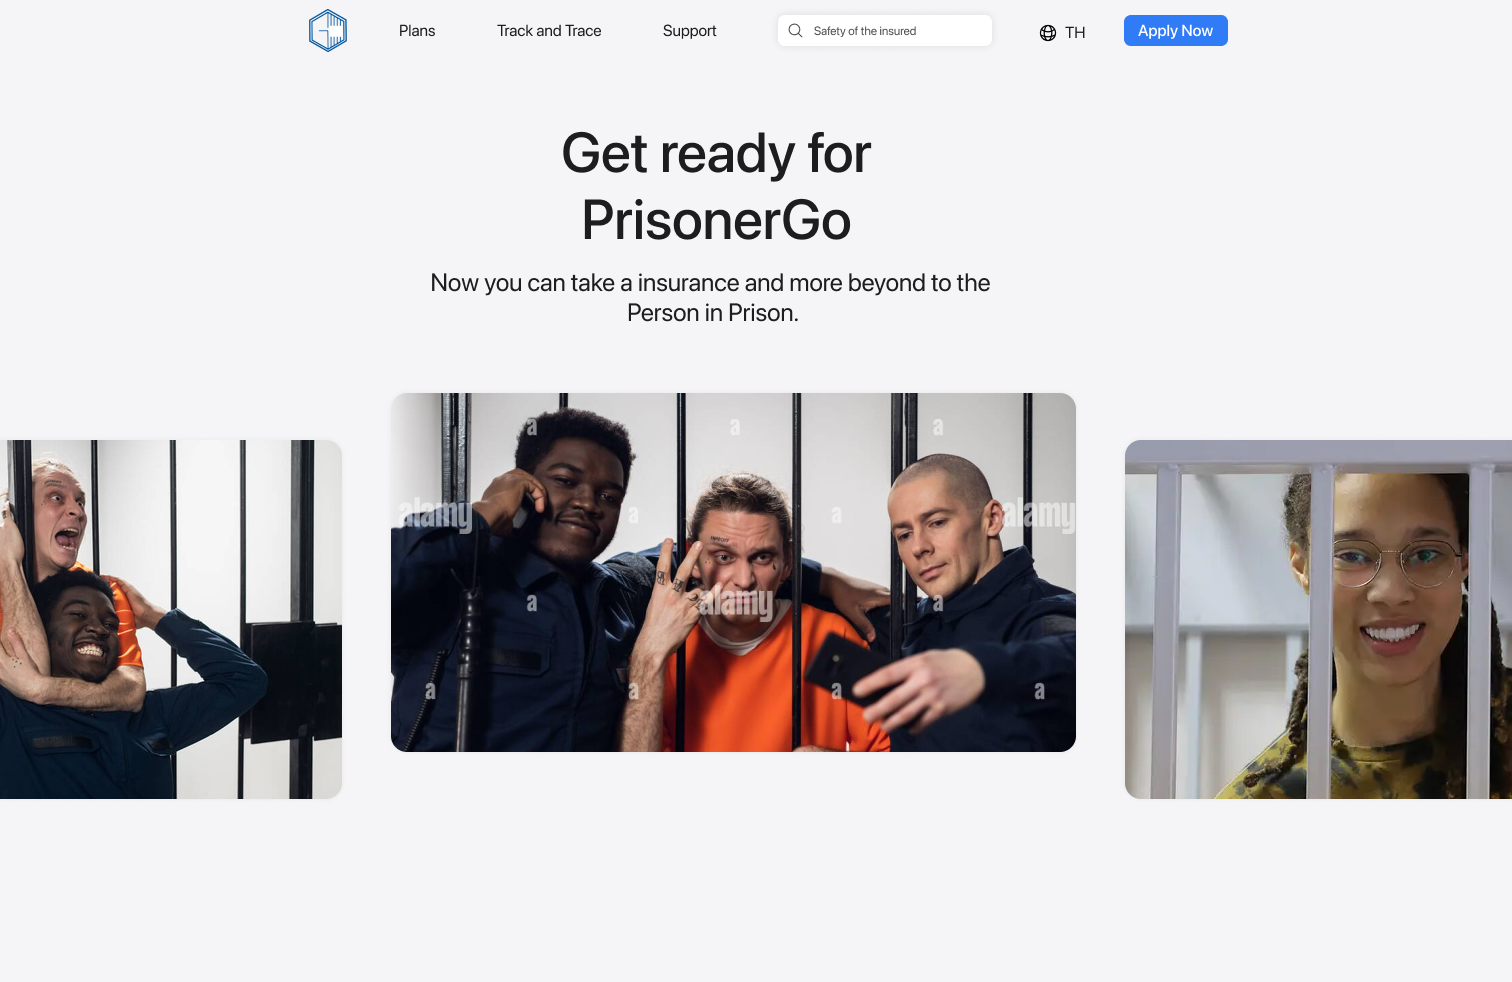 Plans
Track and Trace
Support
Safety of the insured
TH
Apply Now
Get ready for
PrisonerGo
Now you can take a insurance and more beyond to the
Person in Prison.
a
a
a
alamy
a
a
alamy
a
alamy
a
a
a
a
a